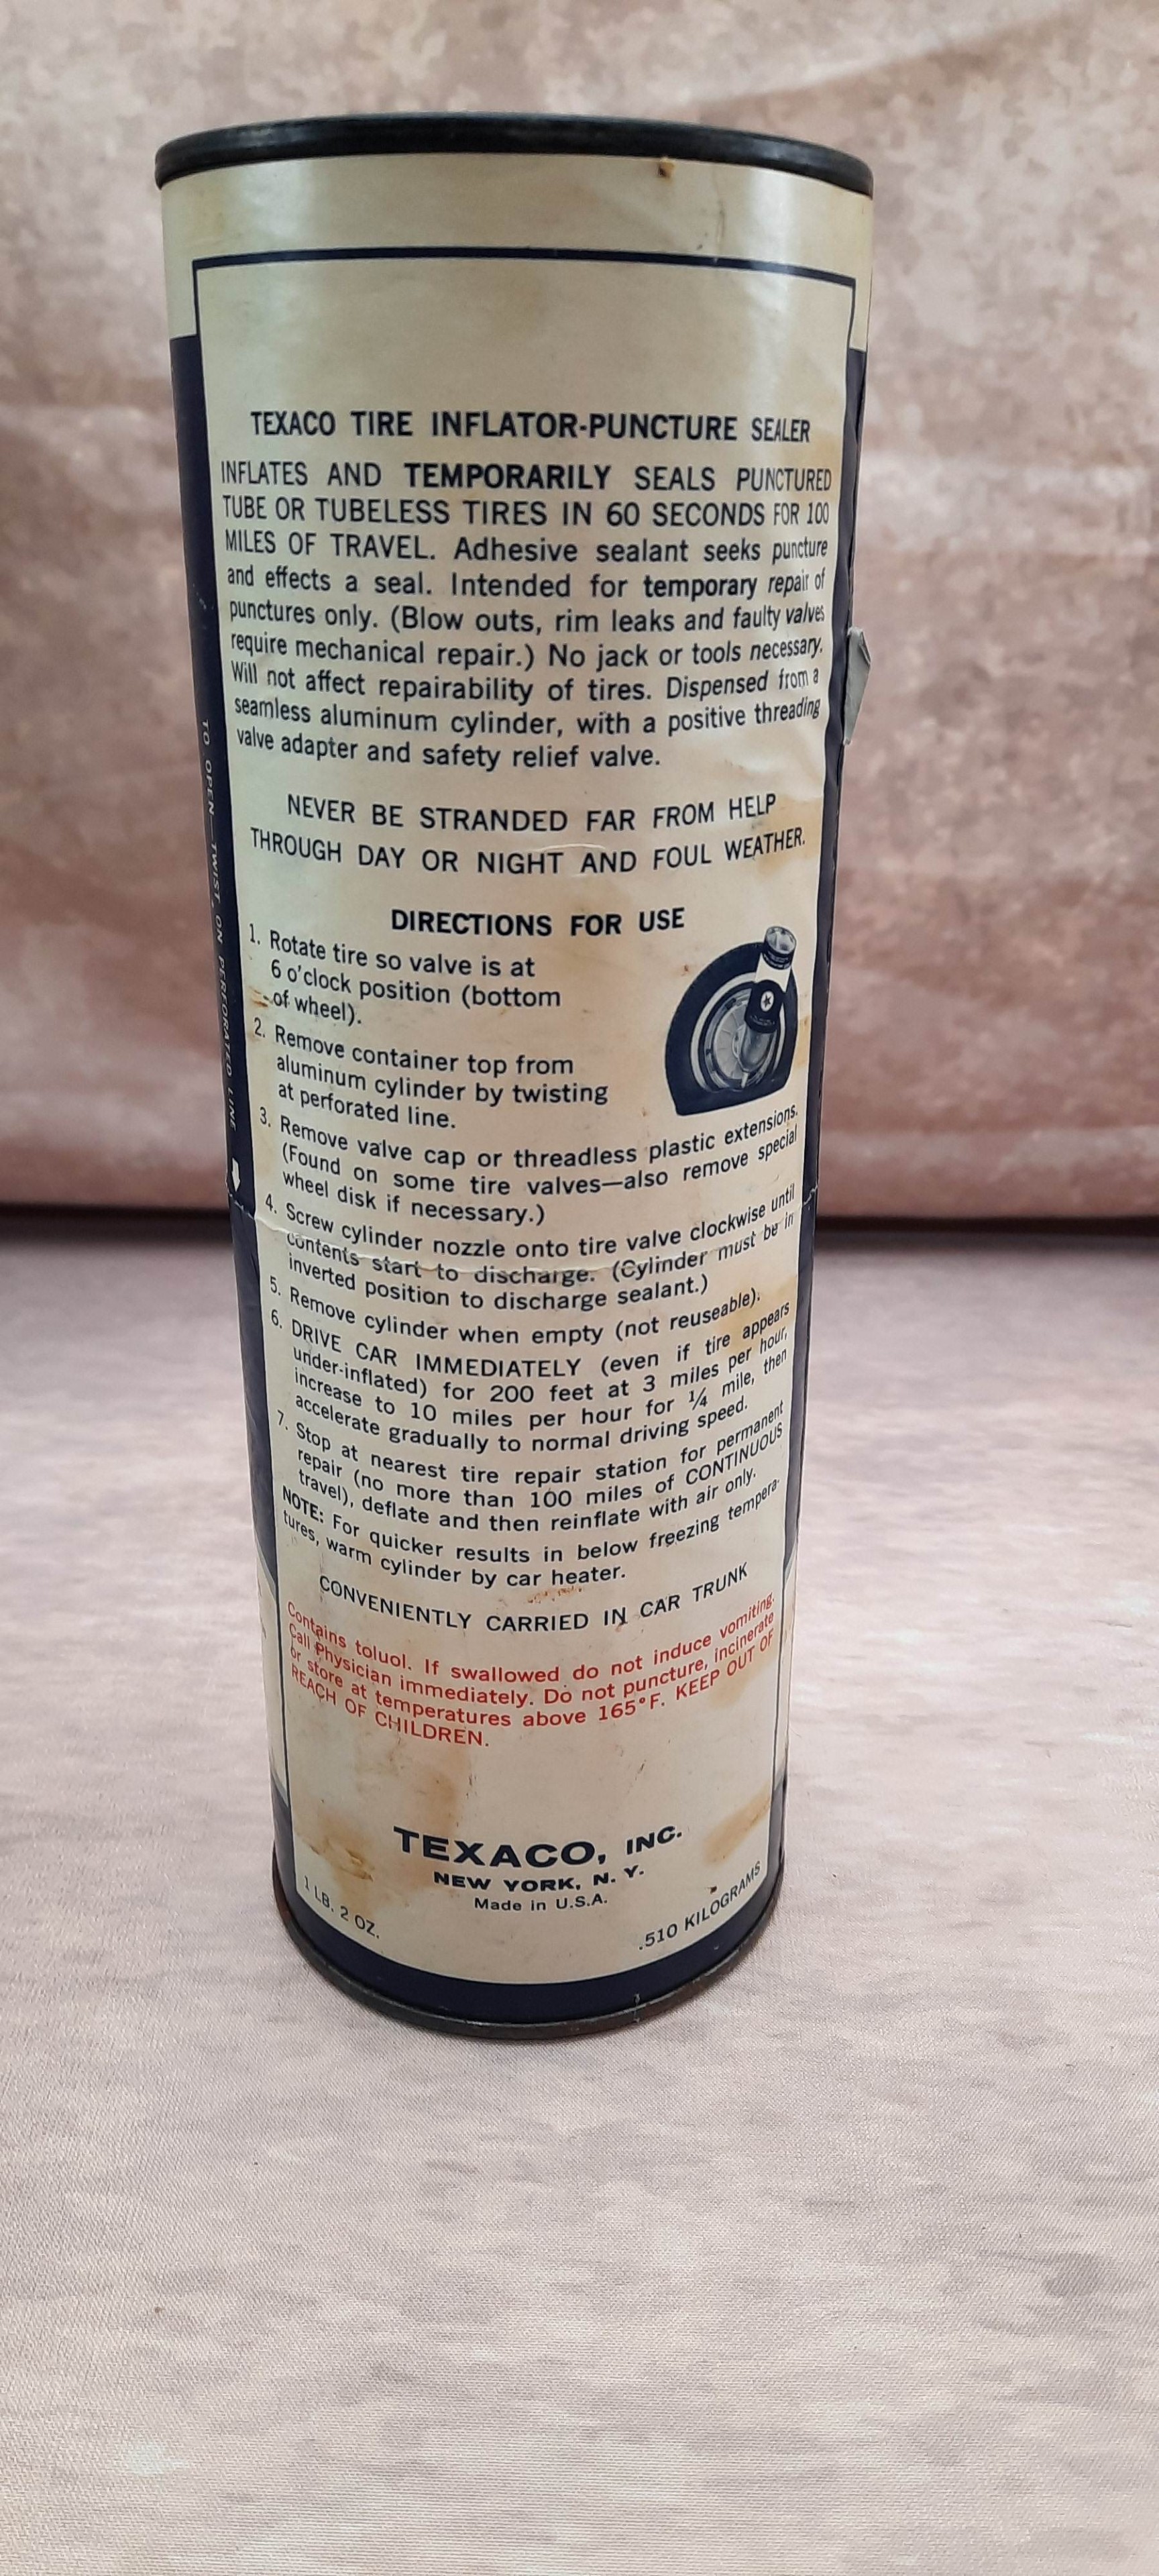 TEXACO TIRE INFLATOR-PUNCTURE SEALER
INFLATES AND TEMPORARILY SEALS PUNCTURED
TUBE OR TUBELESS TIRES IN 60 SECONDS FOR 100
MILES OF TRAVEL. Adhesive sealant seeks puncture
and effects a seal. Intended for temporary repair of
punctures only. (Blow outs, rim leaks and faulty valves
require mechanical repair.) No jack or tools necessary.
Will not affect repairability of tires. Dispensed from a
seamless aluminum cylinder, with a positive threading
valve adapter and safety relief valve.
NEVER BE STRANDED FAR FROM HELP
THROUGH DAY OR NIGHT AND FOUL WEATHER.
DIRECTIONS FOR USE
1. Rotate tire so valve is at
6 o'clock position (bottom
of wheel).
2. Remove container top from
aluminum cylinder by twisting
at perforated line.
3. Remove valve cap or threadless plastic extensions.
(Found on some tire valves—also remove special
wheel disk if necessary.)
4. Screw cylinder nozzle onto tire valve clockwise until
contents start to discharge. (Cylinder must be in
inverted position to discharge sealant.)
5. Remove cylinder when empty (not reuseable).
6. DRIVE CAR IMMEDIATELY (even if tire appears
under-inflated) for 200 feet at 3 miles per hour,
increase to 10 miles per hour for ¼ mile, then
accelerate gradually to normal driving speed.
7. Stop at nearest tire repair station for permanent
repair (no more than 100 miles of CONTINUOUS
travel), deflate and then reinflate with air only.
NOTE: For quicker results in below freezing tempera-
tures, warm cylinder by car heater.
CONVENIENTLY CARRIED IN CAR TRUNK
Contains toluol. If swallowed do not induce vomiting.
Call Physician immediately. Do not puncture, incinerate
or store at temperatures above 165°F. KEEP OUT OF
REACH OF CHILDREN.
TEXACO, INC.
NEW YORK, N. Y.
Made in U.S.A.
1 LB. 2 OZ.
.510 KILOGRAMS
TO OPEN—TWIST ON PERFORATED LINE